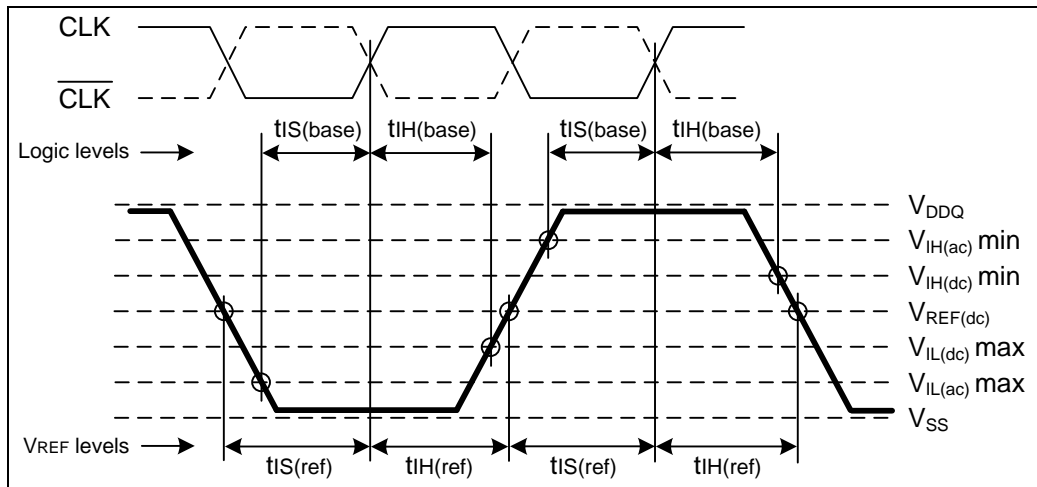 CLK
CLK
tIS(base) tIH(base) tIS(base) tIH(base)
Logic levels
VDDQ
VIH(ac) min
VIH(dc) min
VREF(dc)
VIL(dc) max
VIL(ac) max
VSS
VREF levels
tIS(ref) tIH(ref) tIS(ref) tIH(ref)